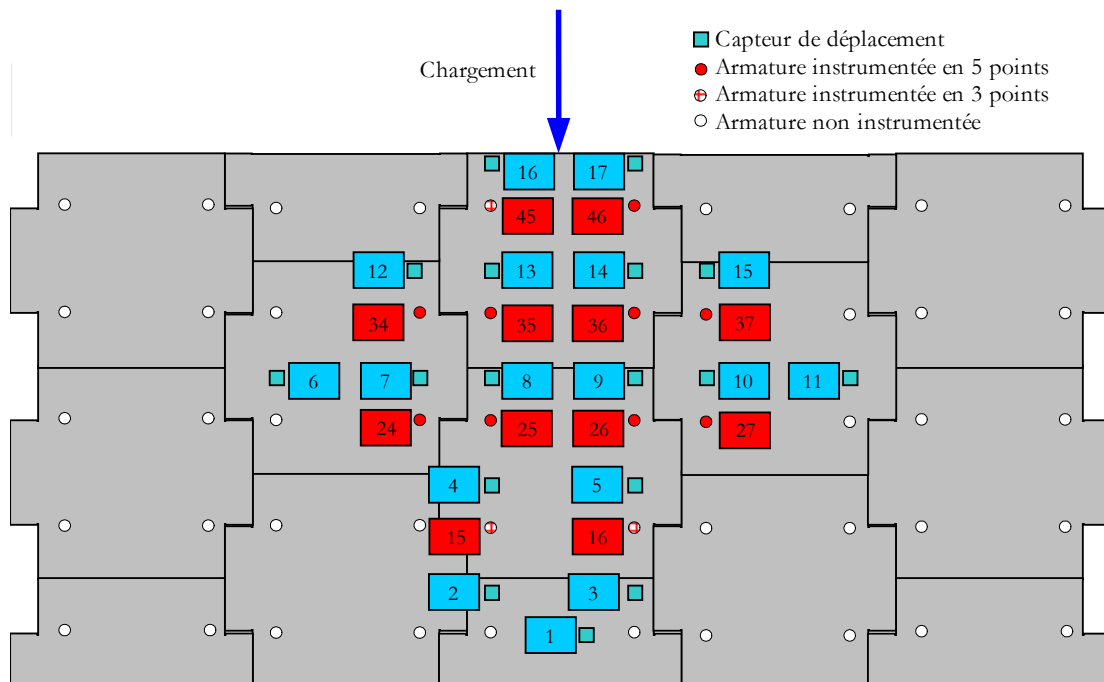 Chargement
Capteur de déplacement
Armature instrumentée en 5 points
Armature instrumentée en 3 points
Armature non instrumentée
16 17
45 46
12 13 14 15
34 35 36 37
6 7 8 9 10 11
24 25 26 27
4 5
15 16
2 3
1